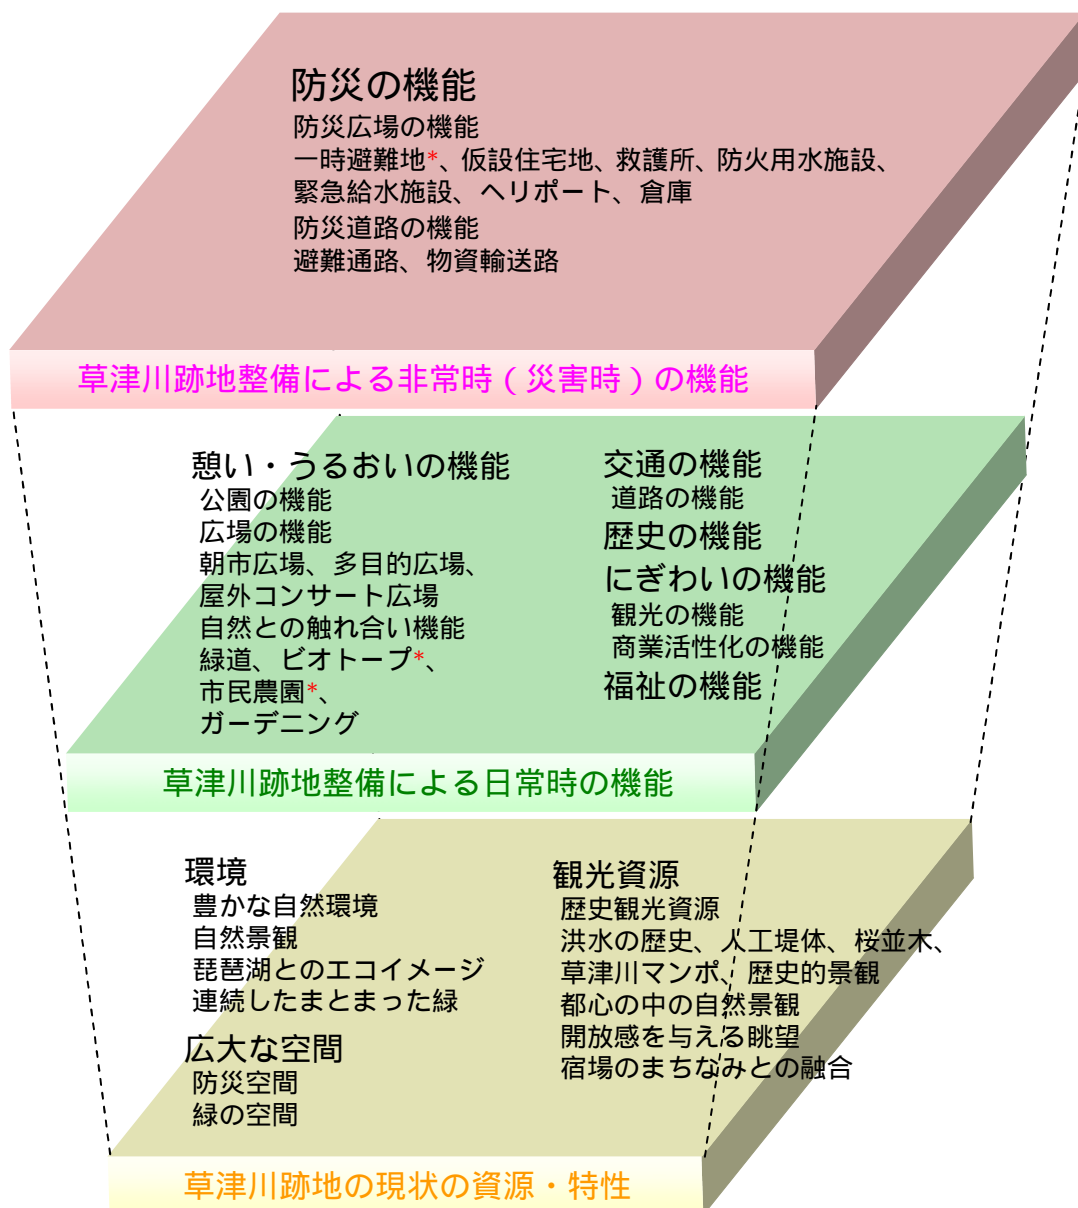 防災の機能
防災広場の機能
一時避難地*、仮設住宅地、救護所、防火用水施設、
緊急給水施設、ヘリポート、倉庫
防災道路の機能
避難通路、物資輸送路
草津川跡地整備による非常時（災害時）の機能
憩い・うるおいの機能
公園の機能
広場の機能
朝市広場、多目的広場、
屋外コンサート広場
自然との触れ合い機能
緑道、ビオトープ*、
市民農園*、
ガーデニング
交通の機能
道路の機能
歴史の機能
にぎわいの機能
観光の機能
商業活性化の機能
福祉の機能
草津川跡地整備による日常時の機能
環境
豊かな自然環境
自然景観
琵琶湖とのエコイメージ
連続したまとまった緑
広大な空間
防災空間
緑の空間
観光資源
歴史観光資源
洪水の歴史、人工堤体、桜並木、
草津川マンポ、歴史的景観
都心の中の自然景観
開放感を与える眺望
宿場のまちなみとの融合
草津川跡地の現状の資源・特性